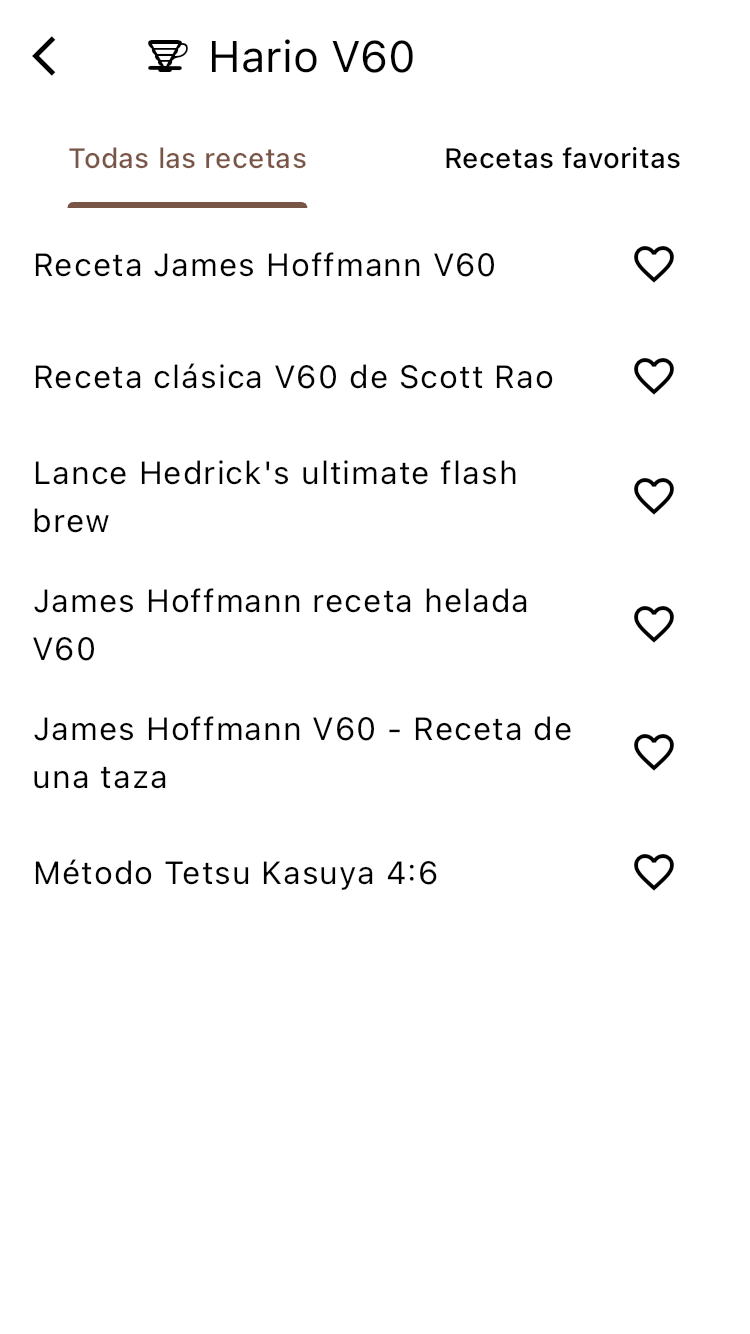 Hario V60
Todas las recetas
Recetas favoritas
Receta James Hoffmann V60
Receta clásica V60 de Scott Rao
Lance Hedrick's ultimate flash
brew
James Hoffmann receta helada
V60
James Hoffmann V60 - Receta de
una taza
Método Tetsu Kasuya 4:6